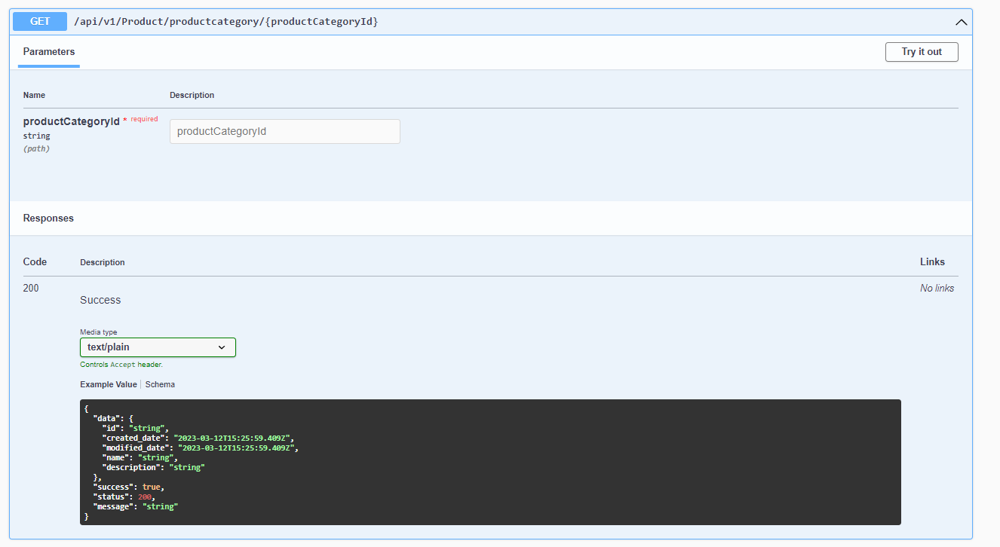 GET /api/v1/Product/productcategory/{productCategoryId}
Parameters
Try it out
Name Description
productCategoryId * required
string
(path)
productCategoryId
Responses
Code Description Links
200 No links
Success
Media type
text/plain
Controls Accept header.
Example Value Schema
{
  "data": {
    "id": "string",
    "created_date": "2023-03-12T15:25:59.409Z",
    "modified_date": "2023-03-12T15:25:59.409Z",
    "name": "string",
    "description": "string"
  },
  "success": true,
  "status": 200,
  "message": "string"
}